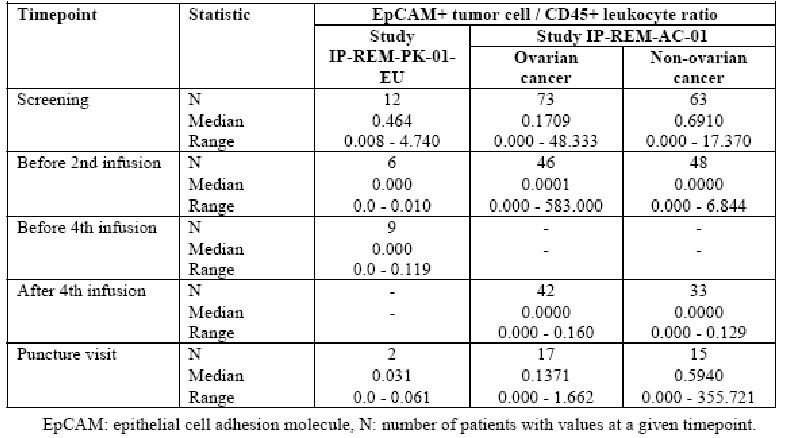 Timepoint Statistic EpCAM+ tumor cell / CD45+ leukocyte ratio
Study IP-REM-PK-01-EU Study IP-REM-AC-01
Ovarian cancer Non-ovarian cancer
Screening N 12 73 63
Median 0.464 0.1709 0.6910
Range 0.008 - 4.740 0.000 - 48.333 0.000 - 17.370
Before 2nd infusion N 6 46 48
Median 0.000 0.0001 0.0000
Range 0.0 - 0.010 0.000 - 583.000 0.000 - 6.844
Before 4th infusion N 9 - -
Median 0.000 - -
Range 0.0 - 0.119
After 4th infusion N - 42 33
Median - 0.0000 0.0000
Range 0.000 - 0.160 0.000 - 0.129
Puncture visit N 2 17 15
Median 0.031 0.1371 0.5940
Range 0.0 - 0.061 0.000 - 1.662 0.000 - 355.721
EpCAM: epithelial cell adhesion molecule, N: number of patients with values at a given timepoint.